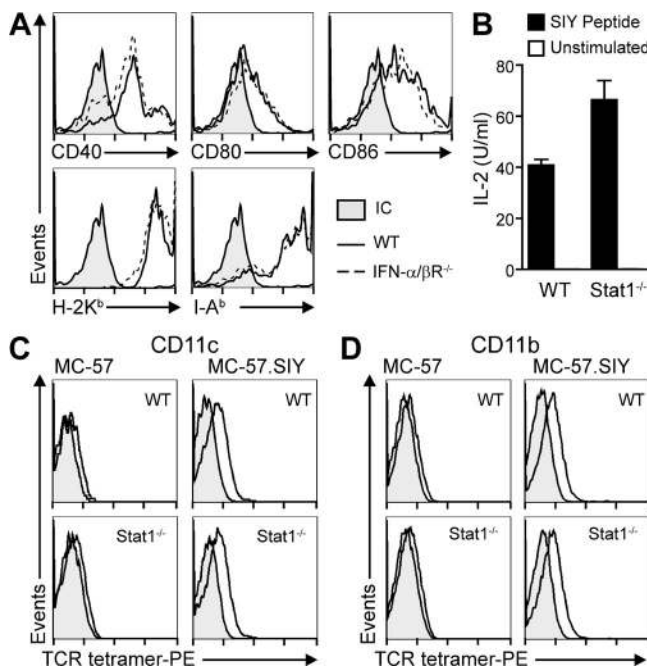 A
CD40
CD80
CD86
Events
H-2Kᵇ
I-Aᵇ
IC
WT
IFN-α/βR⁻/⁻
B
SIY Peptide
Unstimulated
IL-2 (U/ml)
80
60
40
20
0
WT
Stat1⁻/⁻
C
CD11c
MC-57
MC-57.SIY
WT
WT
Stat1⁻/⁻
Stat1⁻/⁻
Events
TCR tetramer-PE
D
CD11b
MC-57
MC-57.SIY
WT
WT
Stat1⁻/⁻
Stat1⁻/⁻
Events
TCR tetramer-PE